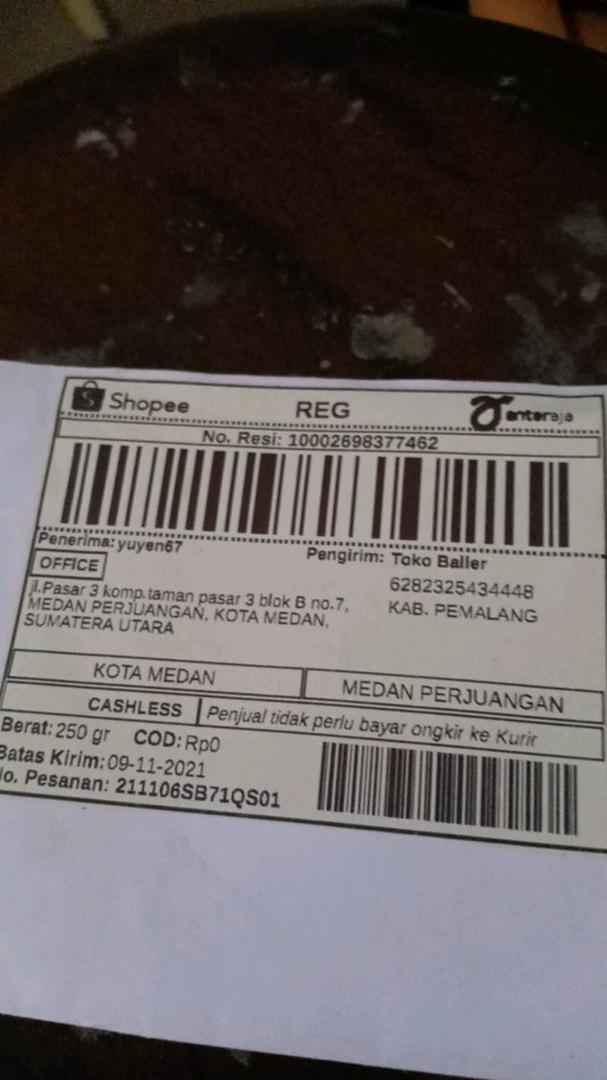 Shopee REG anteraja
No. Resi: 10002698377462
Penerima: yuyen67 Pengirim: Toko Baller
OFFICE 6282325434448
jl.Pasar 3 komp.taman pasar 3 blok B no.7, KAB. PEMALANG
MEDAN PERJUANGAN, KOTA MEDAN,
SUMATERA UTARA
KOTA MEDAN MEDAN PERJUANGAN
CASHLESS Penjual tidak perlu bayar ongkir ke Kurir
Berat: 250 gr COD: Rp0
Batas Kirim: 09-11-2021
No. Pesanan: 211106SB71QS01